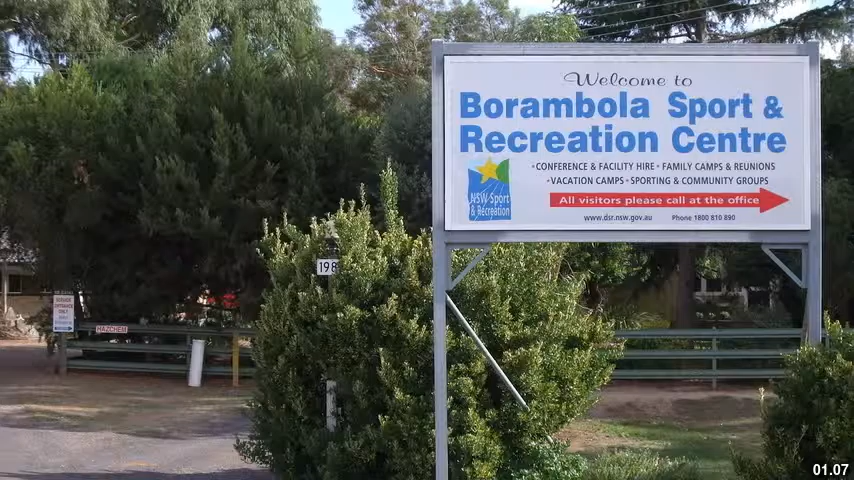 Welcome to
Borambola Sport &
Recreation Centre
•CONFERENCE & FACILITY HIRE • FAMILY CAMPS & REUNIONS
•VACATION CAMPS • SPORTING & COMMUNITY GROUPS
NSW Sport
& Recreation
All visitors please call at the office
www.dsr.nsw.gov.au Phone 1800 810 890
198
HAZCHEM
ENTRANCE
ONLY
01.07